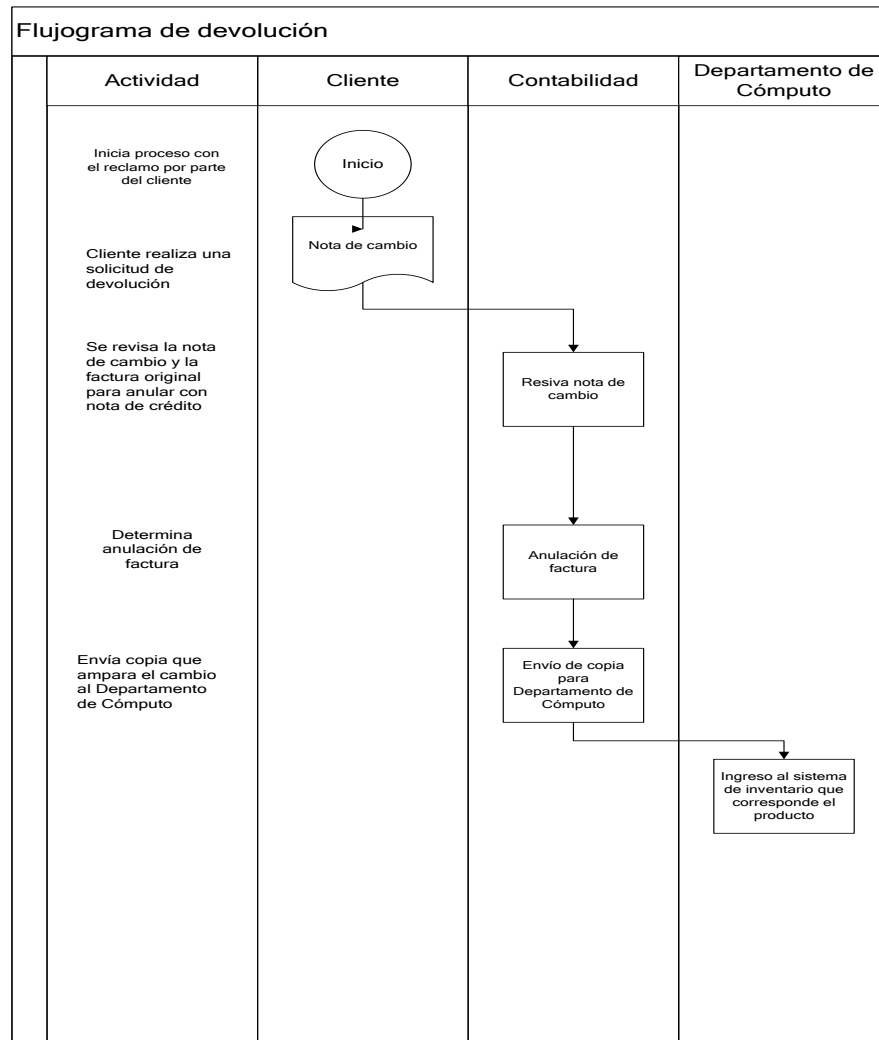 Flujograma de devolución
Actividad
Cliente
Contabilidad
Departamento de
Cómputo
Inicia proceso con
el reclamo por parte
del cliente
Inicio
Cliente realiza una
solicitud de
devolución
Nota de cambio
Se revisa la nota
de cambio y la
factura original
para anular con
nota de crédito
Resiva nota de
cambio
Determina
anulación de
factura
Anulación de
factura
Envía copia que
ampara el cambio
al Departamento
de Cómputo
Envío de copia
para
Departamento de
Cómputo
Ingreso al sistema
de inventario que
corresponde el
producto